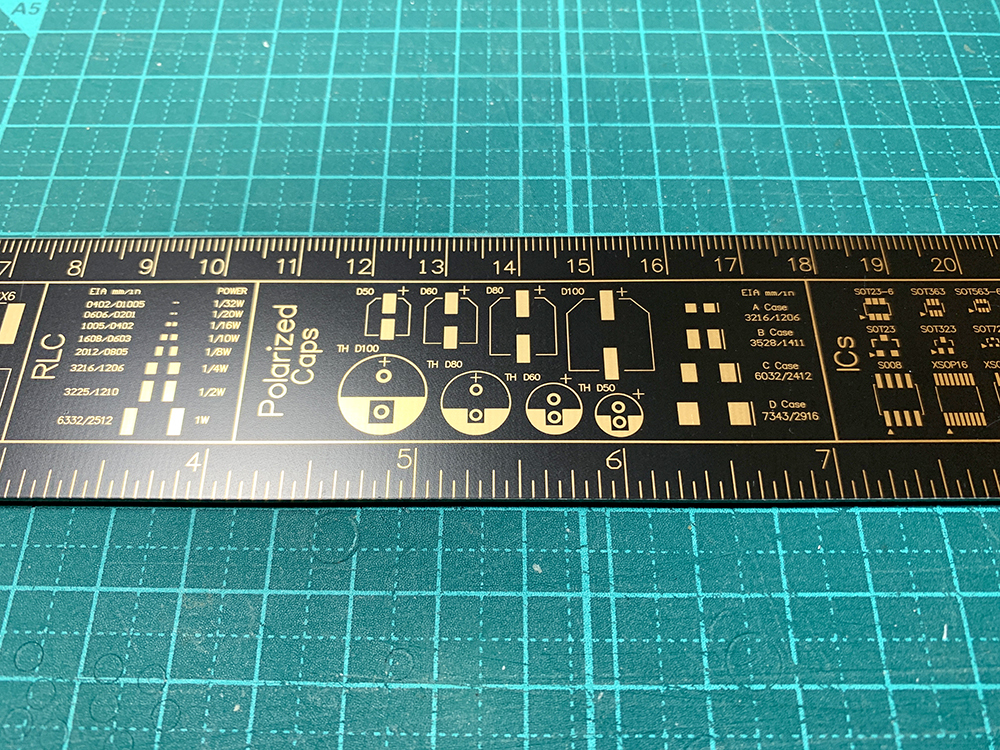 A5
7 8 9 10 11 12 13 14 15 16 17 18 19 20
X6
RLC
EIA mm/in POWER
0402/01005 1/32W
0606/0201 1/20W
1005/0402 1/16W
1608/0603 1/10W
2012/0805 1/8W
3216/1206 1/4W
3225/1210 1/2W
6332/2512 1W
Polarized
Caps
D50 D60 D80 D100
TH D100 TH D80 TH D60 TH D50
EIA mm/in
A Case
3216/1206
B Case
3528/1411
C Case
6032/2412
D Case
7343/2916
ICs
SOT23-6 SOT363 SOT563-6
SOT23 SOT323
SO08 XSOP16
4 5 6 7